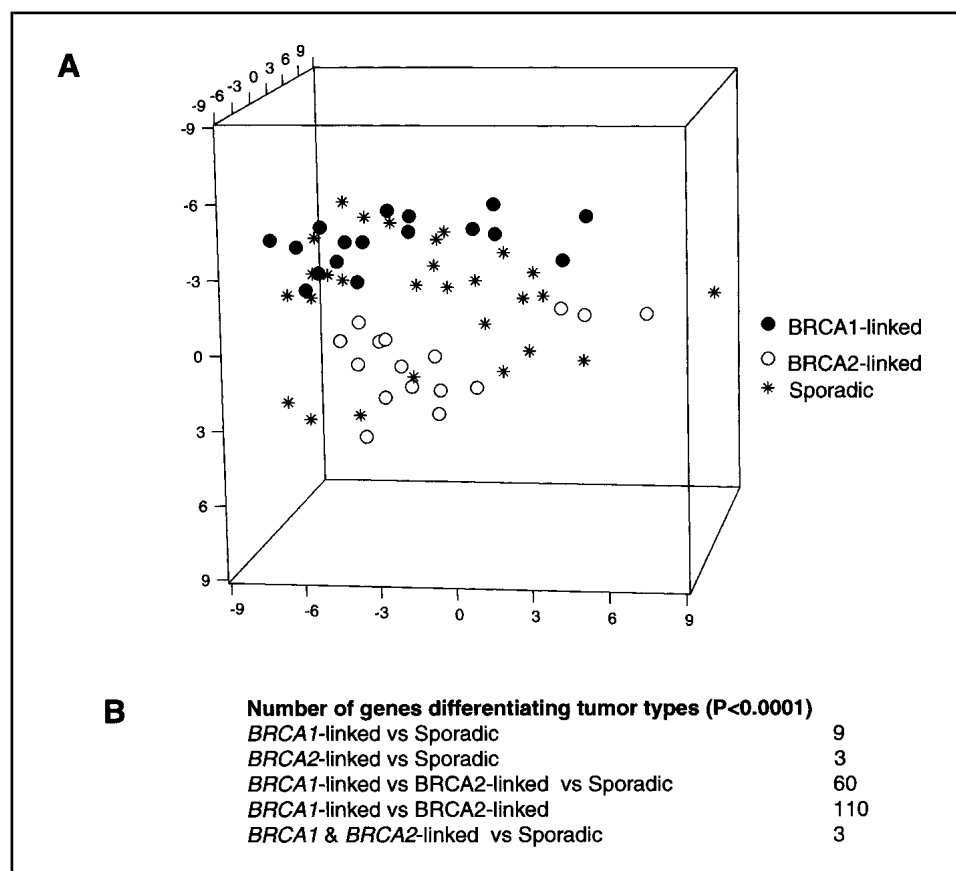 A
-9 -6 -3 0 3 6 9
-9
-6
-3
0
3
6
9
-9 -6 -3 0 3 6 9
BRCA1-linked
BRCA2-linked
Sporadic
B
Number of genes differentiating tumor types (P<0.0001)
BRCA1-linked vs Sporadic 9
BRCA2-linked vs Sporadic 3
BRCA1-linked vs BRCA2-linked vs Sporadic 60
BRCA1-linked vs BRCA2-linked 110
BRCA1 & BRCA2-linked vs Sporadic 3